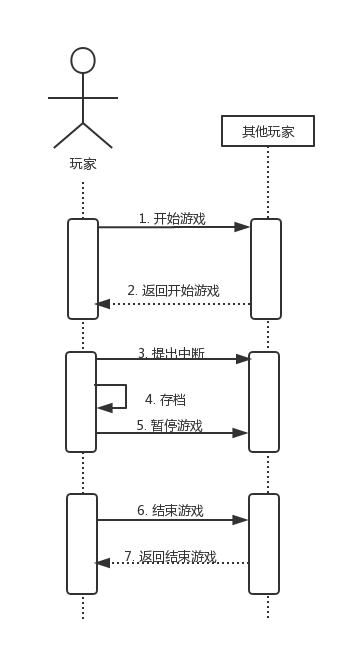 其他玩家
玩家
1. 开始游戏
2. 返回开始游戏
3. 提出中断
4. 存档
5. 暂停游戏
6. 结束游戏
7. 返回结束游戏